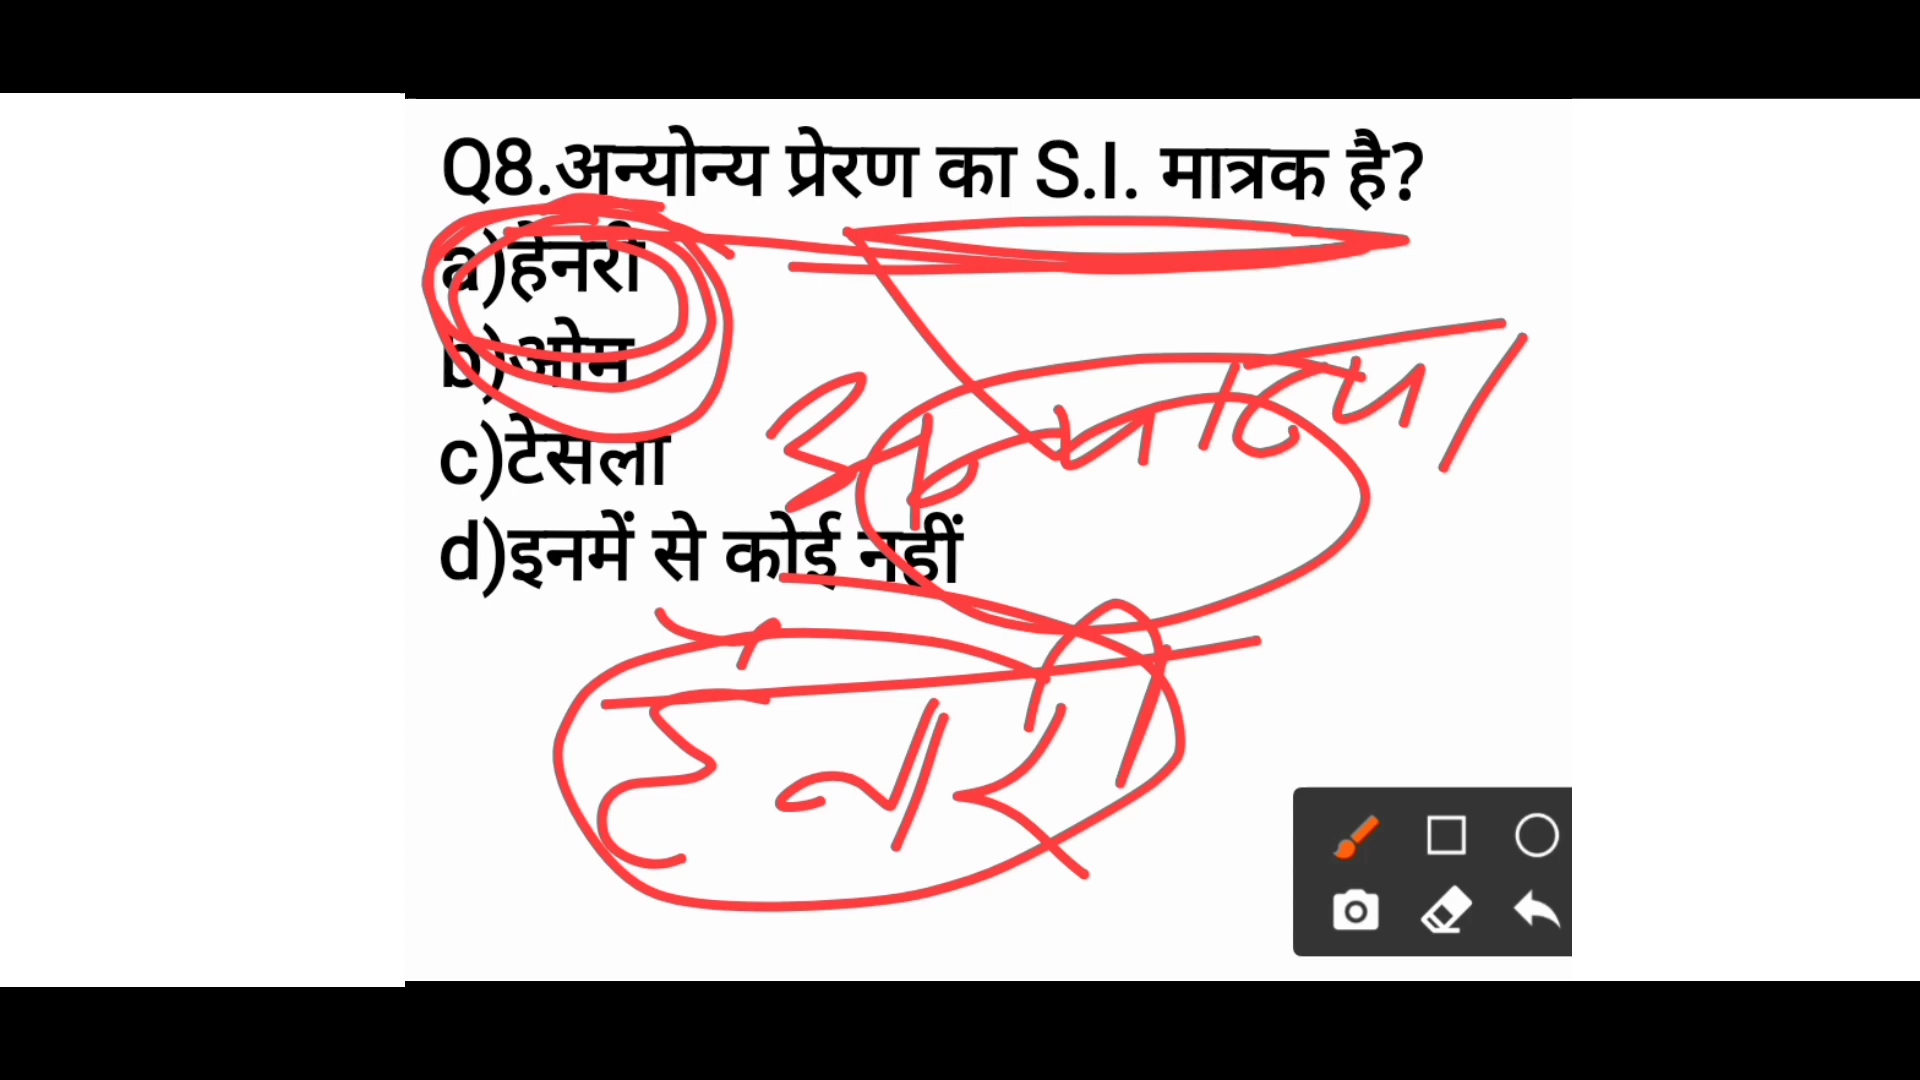 Q8.अन्योन्य प्रेरण का S.I. मात्रक है?
a)हेनरी
b)ओम
c)टेसला
d)इनमें से कोई नहीं
हेनरी